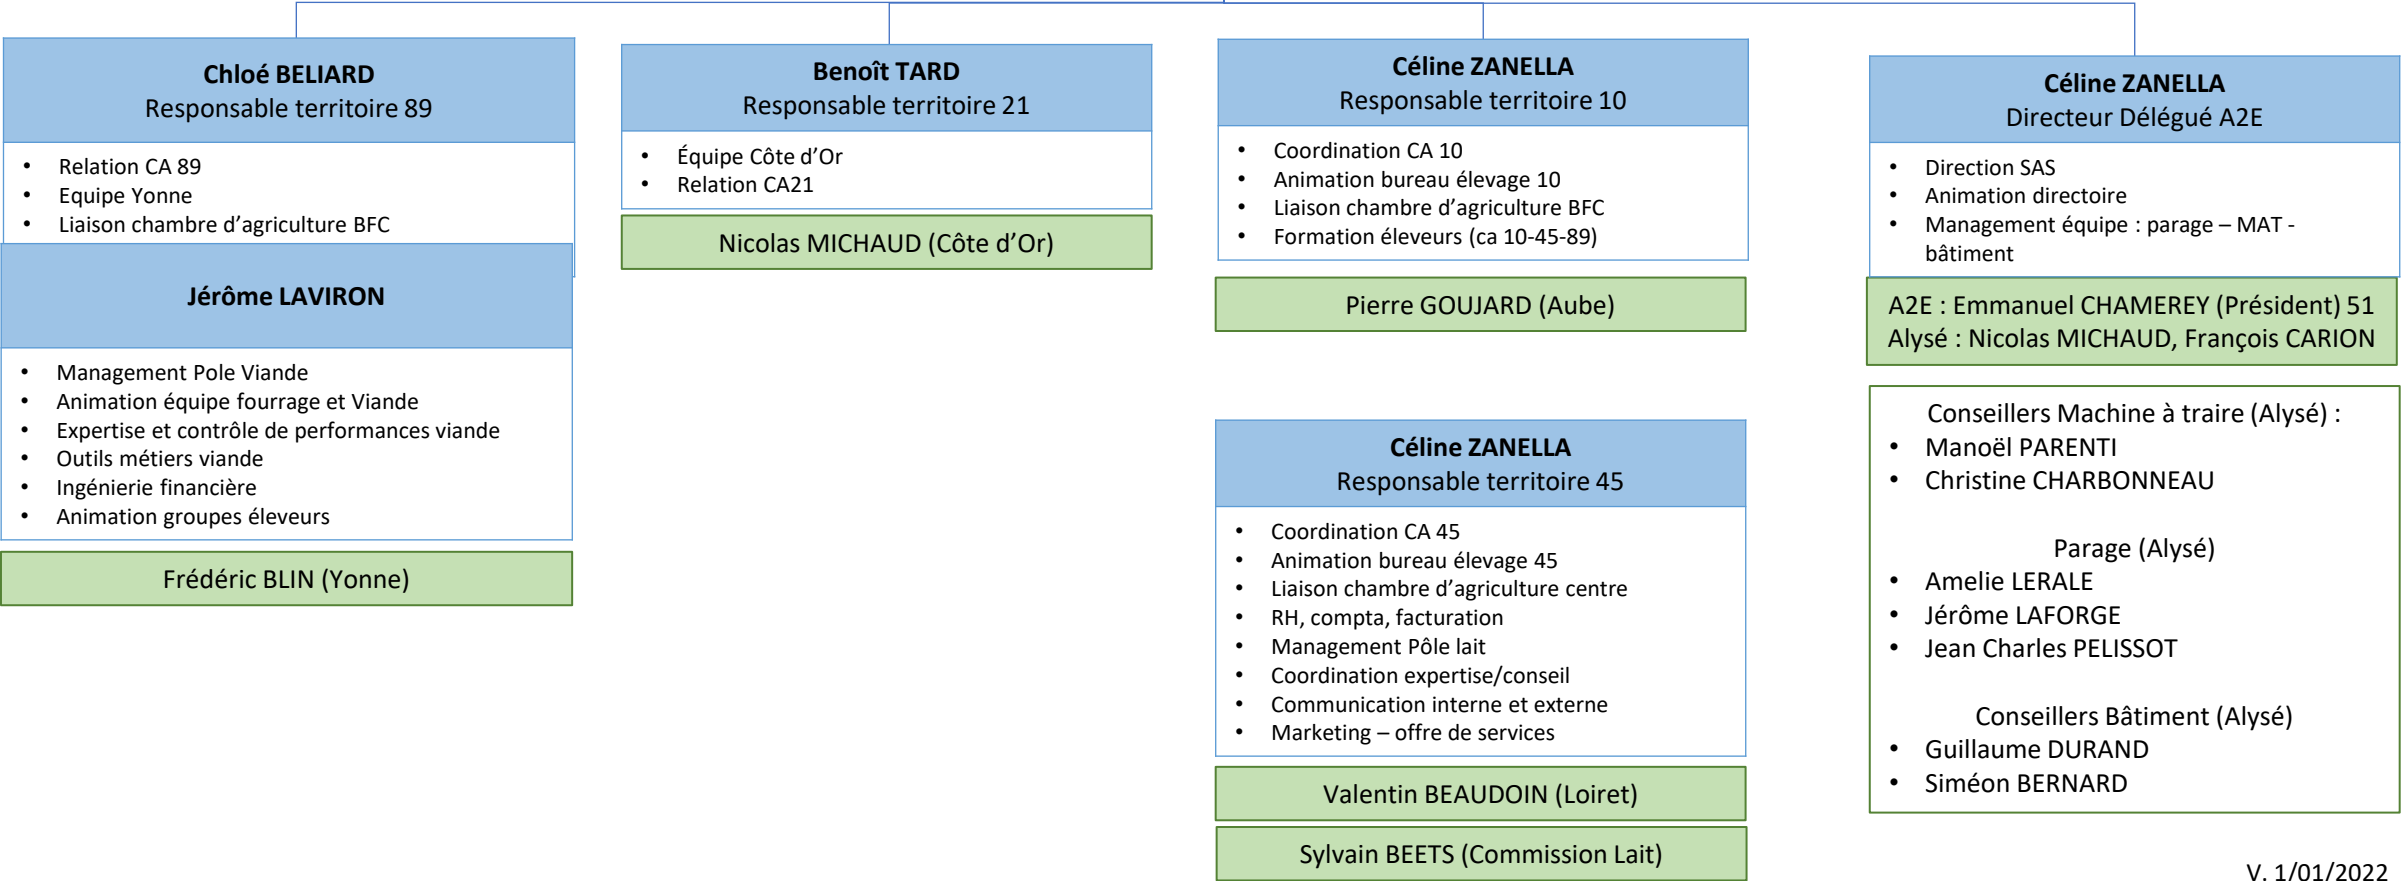 Chloé BELIARD
Responsable territoire 89
• Relation CA 89
• Equipe Yonne
• Liaison chambre d’agriculture BFC
Jérôme LAVIRON
• Management Pole Viande
• Animation équipe fourrage et Viande
• Expertise et contrôle de performances viande
• Outils métiers viande
• Ingénierie financière
• Animation groupes éleveurs
Frédéric BLIN (Yonne)
Benoît TARD
Responsable territoire 21
• Équipe Côte d’Or
• Relation CA21
Nicolas MICHAUD (Côte d’Or)
Céline ZANELLA
Responsable territoire 10
• Coordination CA 10
• Animation bureau élevage 10
• Liaison chambre d’agriculture BFC
• Formation éleveurs (ca 10-45-89)
Pierre GOUJARD (Aube)
Céline ZANELLA
Responsable territoire 45
• Coordination CA 45
• Animation bureau élevage 45
• Liaison chambre d’agriculture centre
• RH, compta, facturation
• Management Pôle lait
• Coordination expertise/conseil
• Communication interne et externe
• Marketing – offre de services
Valentin BEAUDOIN (Loiret)
Sylvain BEETS (Commission Lait)
Céline ZANELLA
Directeur Délégué A2E
• Direction SAS
• Animation directoire
• Management équipe : parage – MAT -
bâtiment
A2E : Emmanuel CHAMEREY (Président) 51
Alysé : Nicolas MICHAUD, François CARION
Conseillers Machine à traire (Alysé) :
• Manoël PARENTI
• Christine CHARBONNEAU
Parage (Alysé)
• Amelie LERALE
• Jérôme LAFORGE
• Jean Charles PELISSOT
Conseillers Bâtiment (Alysé)
• Guillaume DURAND
• Siméon BERNARD
V. 1/01/2022